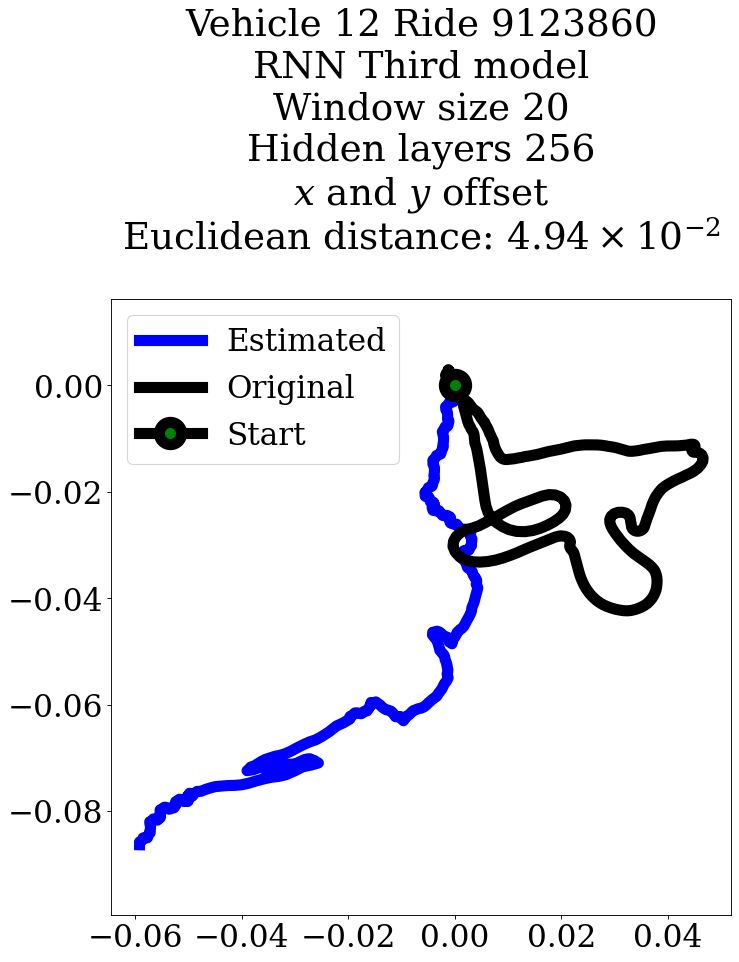 Vehicle 12 Ride 9123860
RNN Third model
Window size 20
Hidden layers 256
x and y offset
Euclidean distance: 4.94 × 10⁻²
Estimated
Original
Start
0.00
−0.02
−0.04
−0.06
−0.08
−0.06 −0.04 −0.02 0.00 0.02 0.04